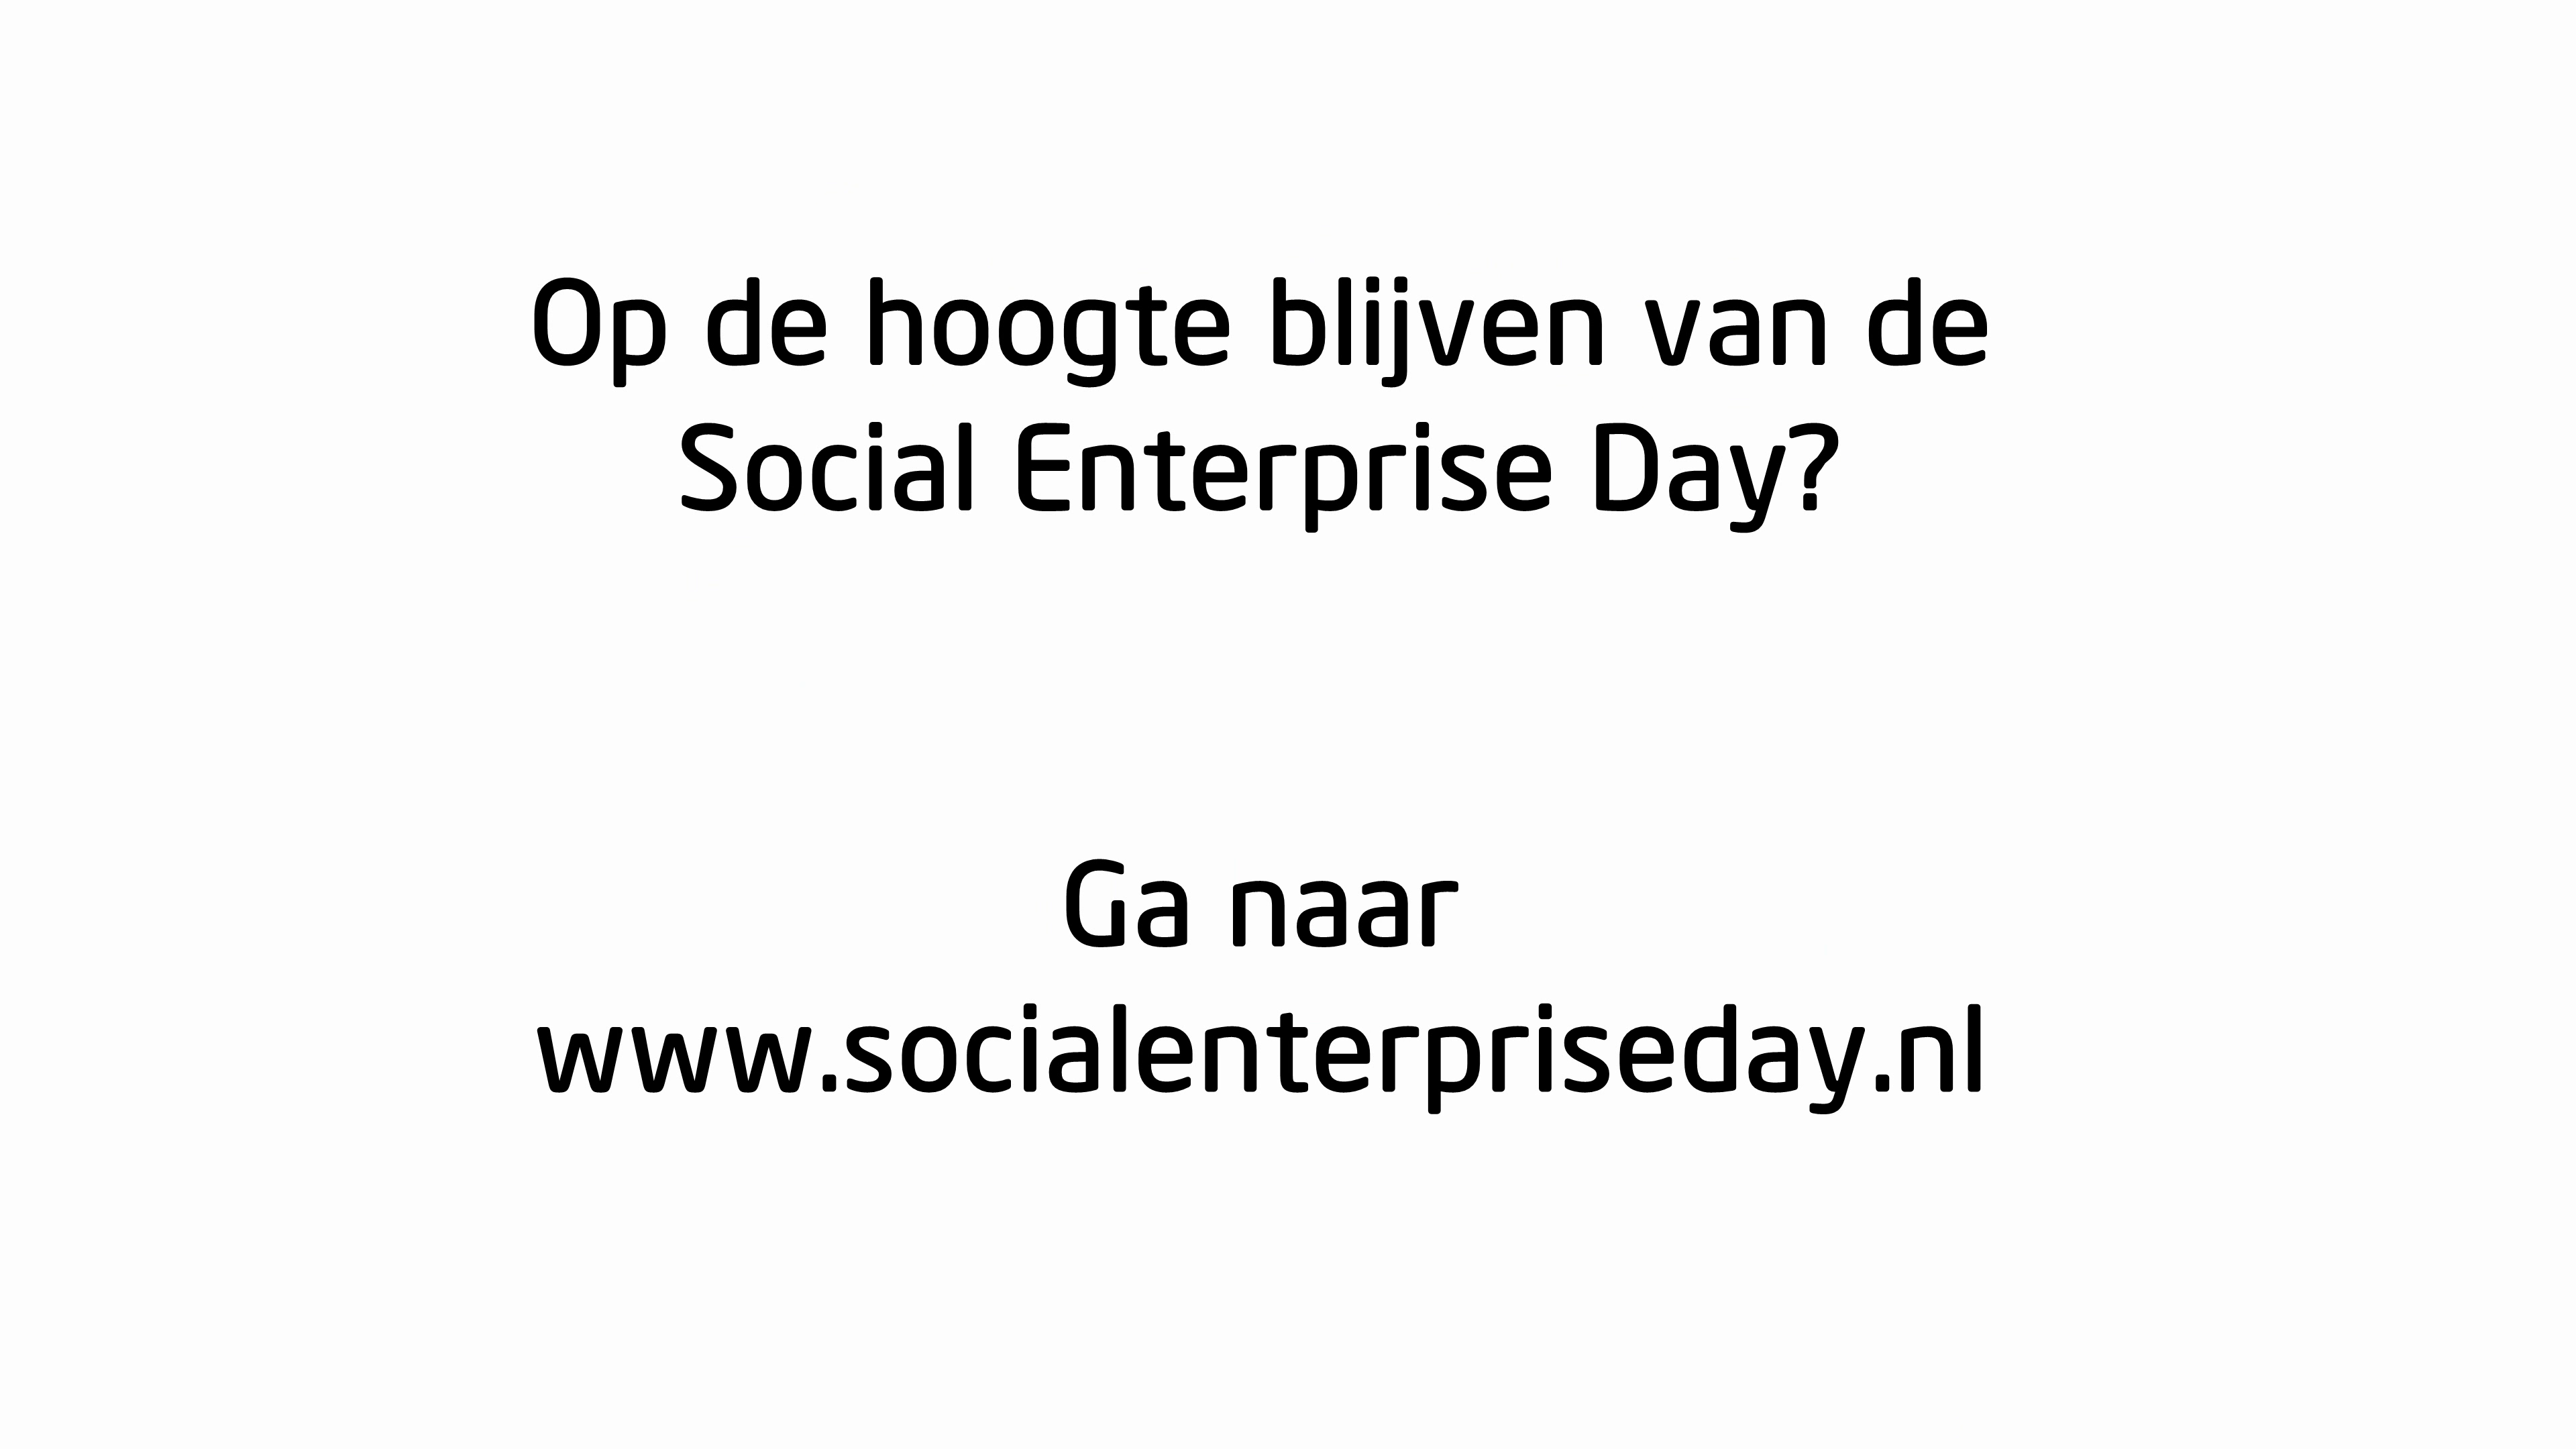 Op de hoogte blijven van de
Social Enterprise Day?
Ga naar
www.socialenterpriseday.nl